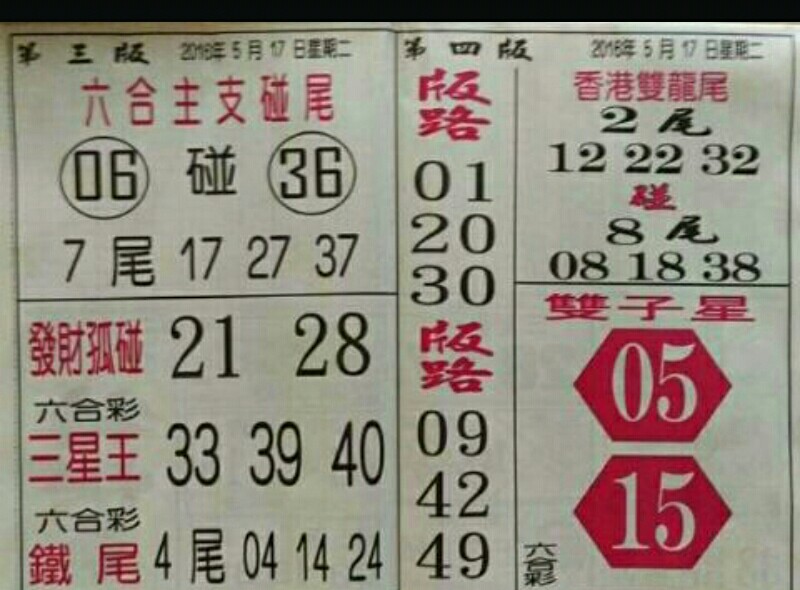 第三版 2016年5月17日星期二
六合主支碰尾
06 碰 36
7尾 17 27 37
發財孤碰 21 28
六合彩
三星王 33 39 40
六合彩
鐵尾 4尾 04 14 24
第四版 2016年5月17日星期二
版路
01
20
30
版路
09
42
49
香港雙龍尾
2尾
12 22 32
碰
8尾
08 18 38
雙子星
05
15
六合彩